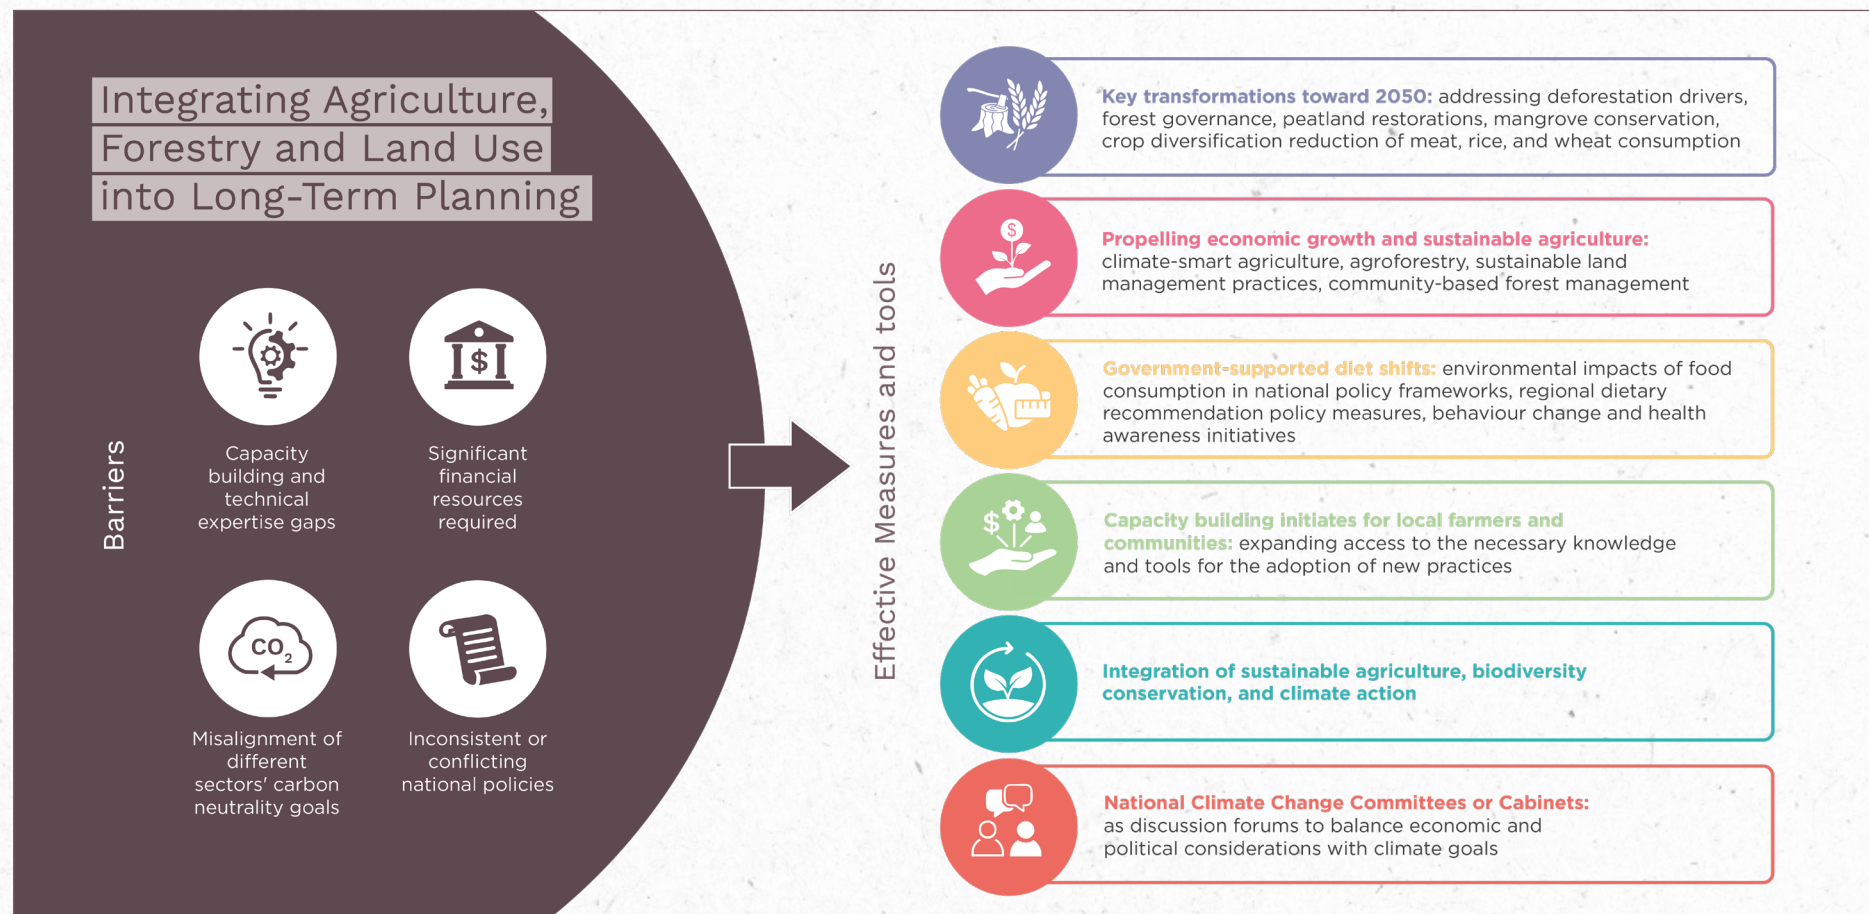 Integrating Agriculture,
Forestry and Land Use
into Long-Term Planning
Barriers
Capacity
building and
technical
expertise gaps
$
Significant
financial
resources
required
CO2
Misalignment of
different
sectors' carbon
neutrality goals
Inconsistent or
conflicting
national policies
Effective Measures and tools
Key transformations toward 2050: addressing deforestation drivers,
forest governance, peatland restorations, mangrove conservation,
crop diversification reduction of meat, rice, and wheat consumption
$
Propelling economic growth and sustainable agriculture:
climate-smart agriculture, agroforestry, sustainable land
management practices, community-based forest management
Government-supported diet shifts: environmental impacts of food
consumption in national policy frameworks, regional dietary
recommendation policy measures, behaviour change and health
awareness initiatives
$
Capacity building initiates for local farmers and
communities: expanding access to the necessary knowledge
and tools for the adoption of new practices
Integration of sustainable agriculture, biodiversity
conservation, and climate action
National Climate Change Committees or Cabinets:
as discussion forums to balance economic and
political considerations with climate goals